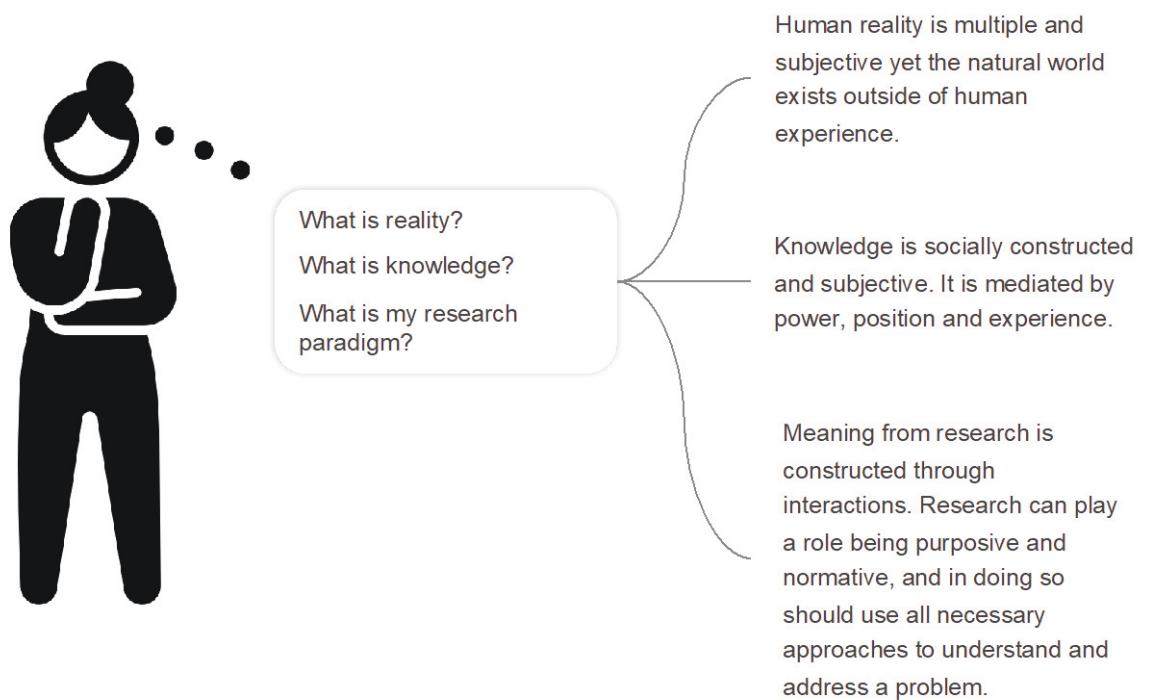 What is reality?
What is knowledge?
What is my research
paradigm?
Human reality is multiple and
subjective yet the natural world
exists outside of human
experience.
Knowledge is socially constructed
and subjective. It is mediated by
power, position and experience.
Meaning from research is
constructed through
interactions. Research can play
a role being purposive and
normative, and in doing so
should use all necessary
approaches to understand and
address a problem.